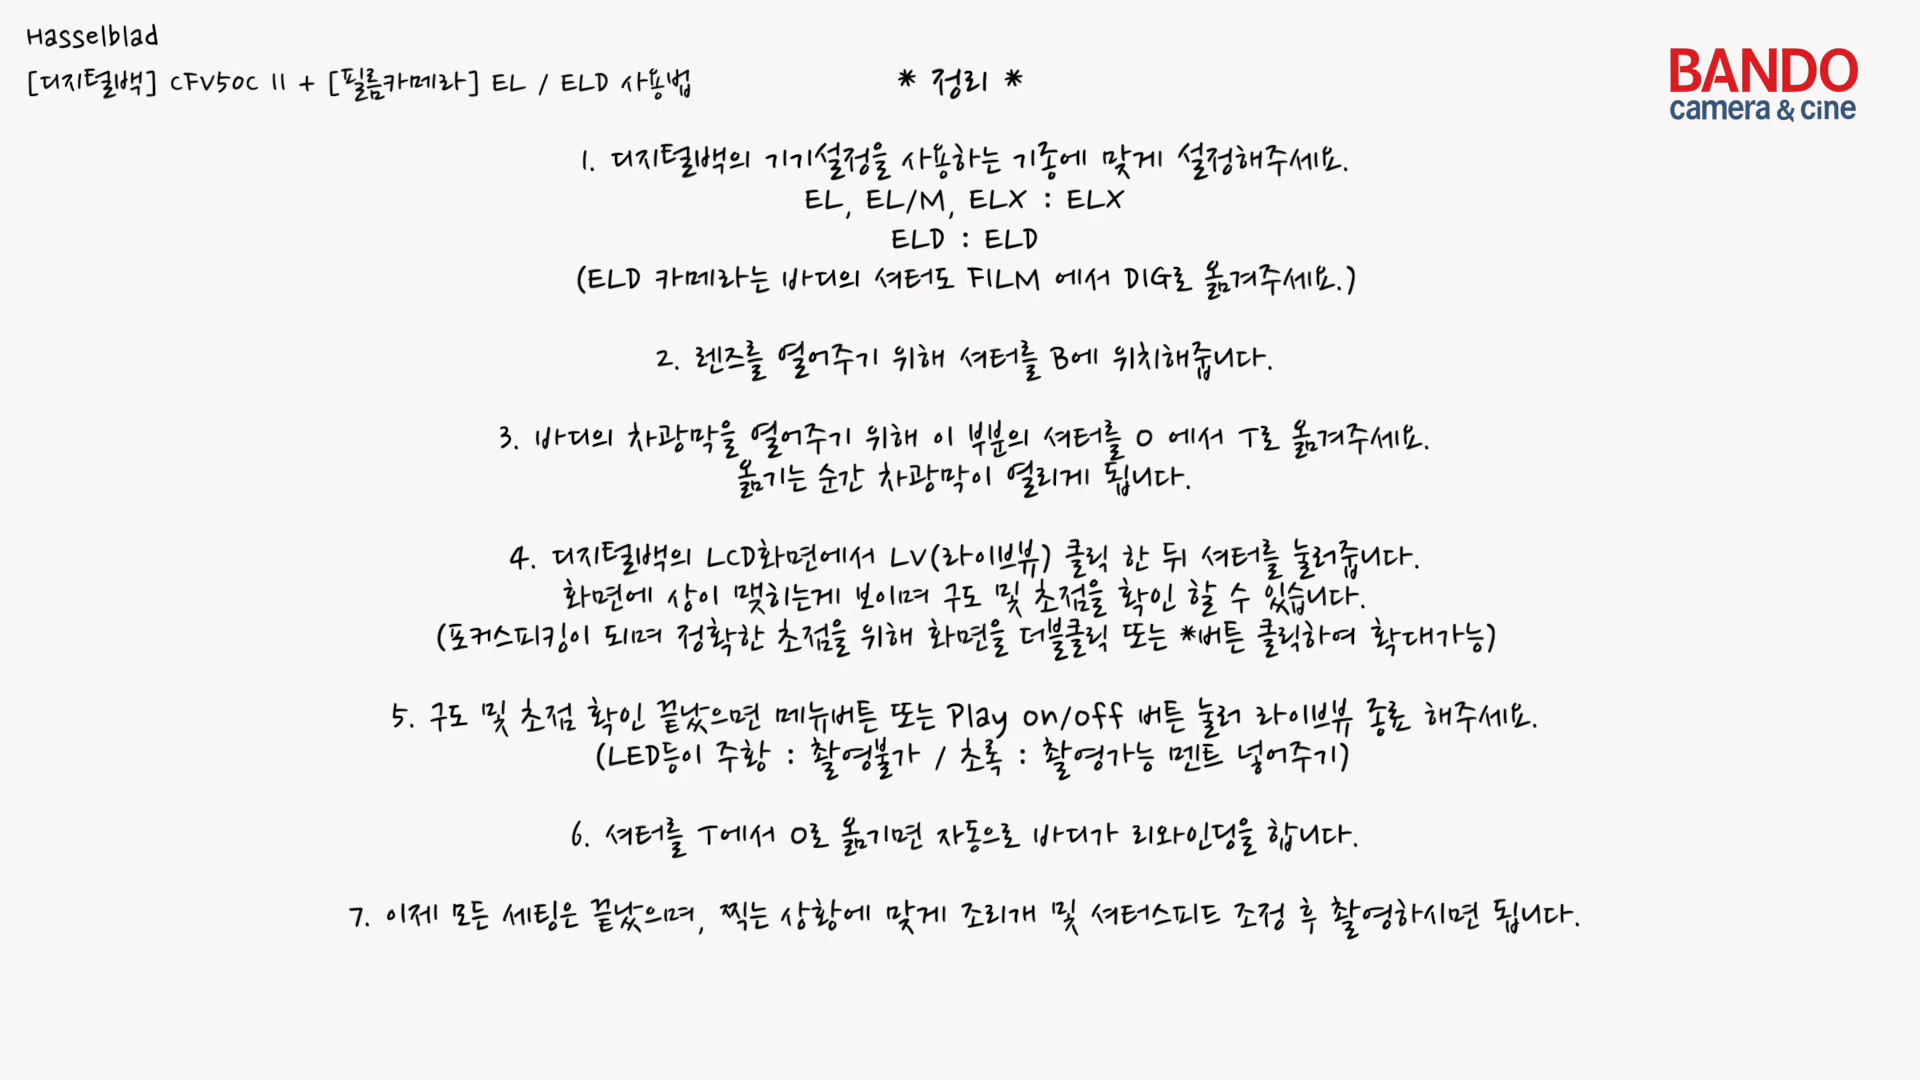 Hasselblad
[디지털백] CFV50C II + [필름카메라] EL / ELD 사용법
* 정리 *
BANDO
camera & cine
1. 디지털백의 기기설정을 사용하는 기종에 맞게 설정해주세요.
EL, EL/M, ELX : ELX
ELD : ELD
(ELD 카메라는 바디의 셔터도 FILM 에서 DIG로 옮겨주세요.)
2. 렌즈를 열어주기 위해 셔터를 B에 위치해줍니다.
3. 바디의 차광막을 열어주기 위해 이 부분의 셔터를 O 에서 T로 옮겨주세요.
옮기는 순간 차광막이 열리게 됩니다.
4. 디지털백의 LCD화면에서 LV(라이브뷰) 클릭 한 뒤 셔터를 눌러줍니다.
화면에 상이 맺히는게 보이며 구도 및 초점을 확인 할 수 있습니다.
(포커스피킹이 되며 정확한 초점을 위해 화면을 더블클릭 또는 *버튼 클릭하여 확대가능)
5. 구도 및 초점 확인 끝났으면 메뉴버튼 또는 Play on/off 버튼 눌러 라이브뷰 종료 해주세요.
(LED등이 주황 : 촬영불가 / 초록 : 촬영가능 멘트 넣어주기)
6. 셔터를 T에서 O로 옮기면 자동으로 바디가 리와인딩을 합니다.
7. 이제 모든 세팅은 끝났으며, 찍는 상황에 맞게 조리개 및 셔터스피드 조정 후 촬영하시면 됩니다.